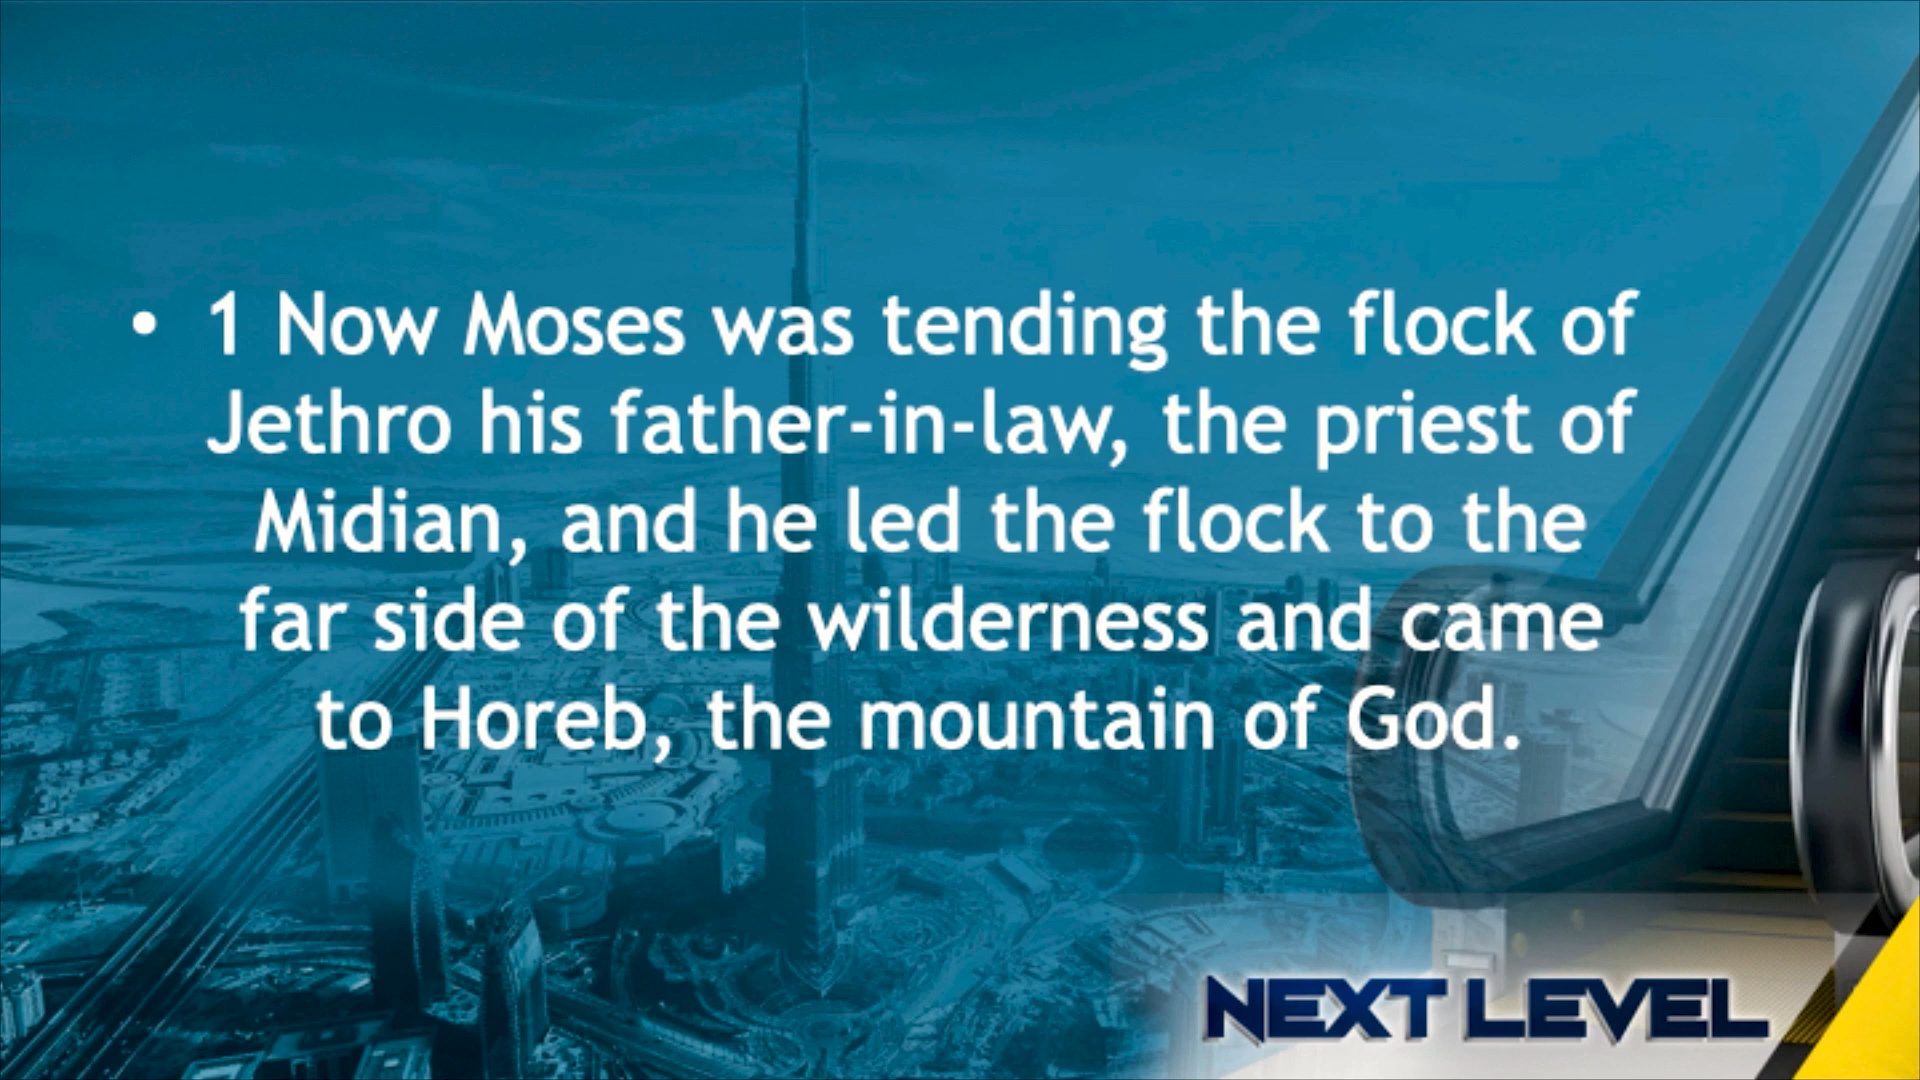 • 1 Now Moses was tending the flock of
Jethro his father-in-law, the priest of
Midian, and he led the flock to the
far side of the wilderness and came
to Horeb, the mountain of God.
NEXT LEVEL